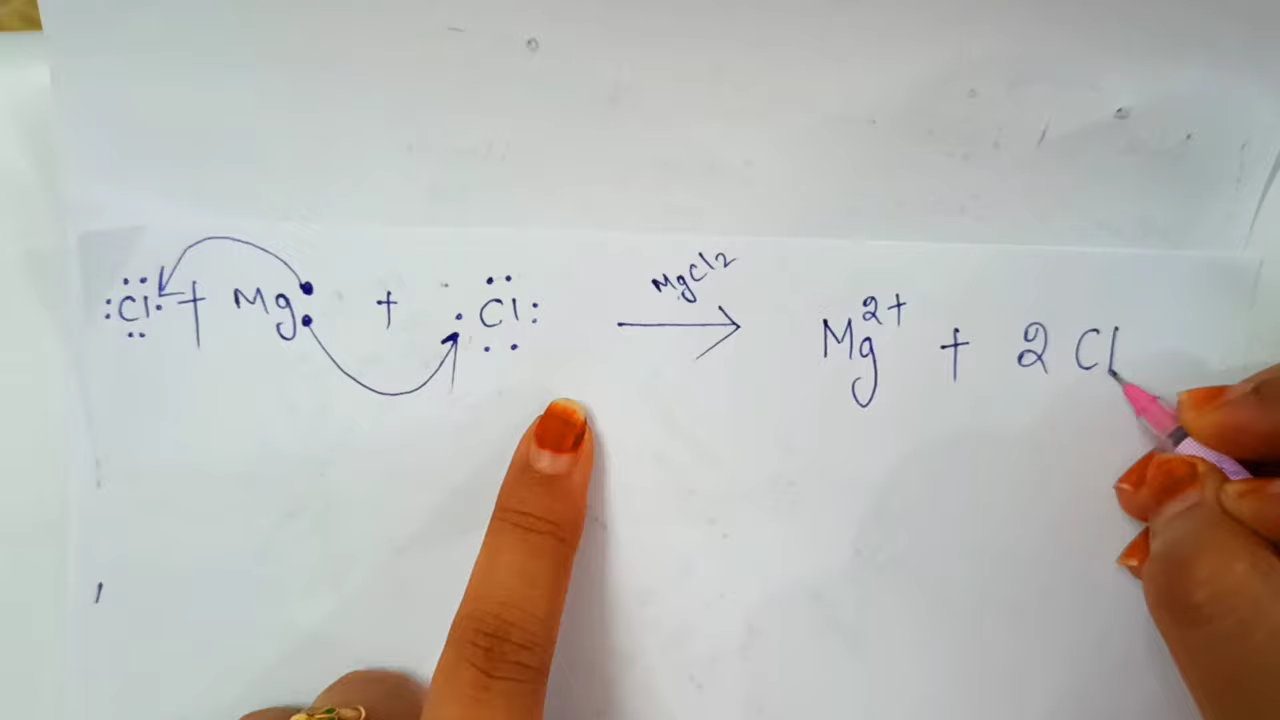 :Cl· + Mg: + ·Cl: ⟶ Mg²⁺ + 2 Cl
MgCl2